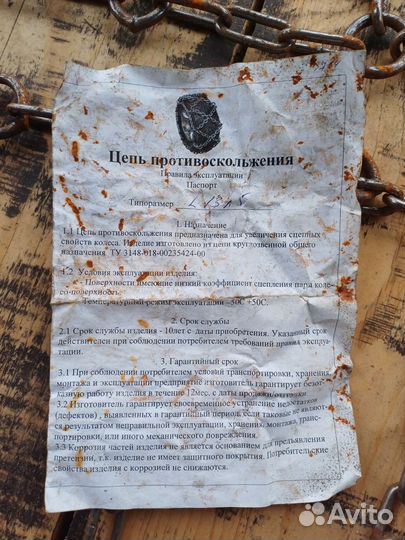 Цепь противоскольжения
Правила эксплуатации
Паспорт
Типоразмер
1. Назначение
1.1 Цепь противоскольжения предназначена для увеличения сцепных
свойств колеса. Изделие изготовлено из цепи круглозвенной общего
назначения ТУ 3148-018-00235424-00
1.2 Условия эксплуатации изделия:
- Поверхности имеющие низкий коэффициент сцепления пара коле-
со-поверхность.
- Температурный режим эксплуатации –50С +50С.
2. Срок службы
2.1 Срок службы изделия - 10лет с даты приобретения. Указанный срок
действителен при соблюдении потребителем требований правил эксплуа-
тации.
3. Гарантийный срок
3.1 При соблюдении потребителем условий транспортировки, хранения,
монтажа и эксплуатации предприятие изготовитель гарантирует безот-
казную работу изделия в течение 12мес. с даты продажи/отгрузки
3.2 Изготовитель гарантирует своевременное устранение недостатков
(дефектов) , выявленных в гарантийный период, если таковые не являют-
ся результатом неправильной эксплуатации, хранения, монтажа, транс-
портировки, или иного механического повреждения.
3.3 Коррозия частей изделия не является основанием для предъявления
претензии, т.к. изделие не имеет защитного покрытия. Потребительские
свойства изделия с коррозией не снижаются.
Avito